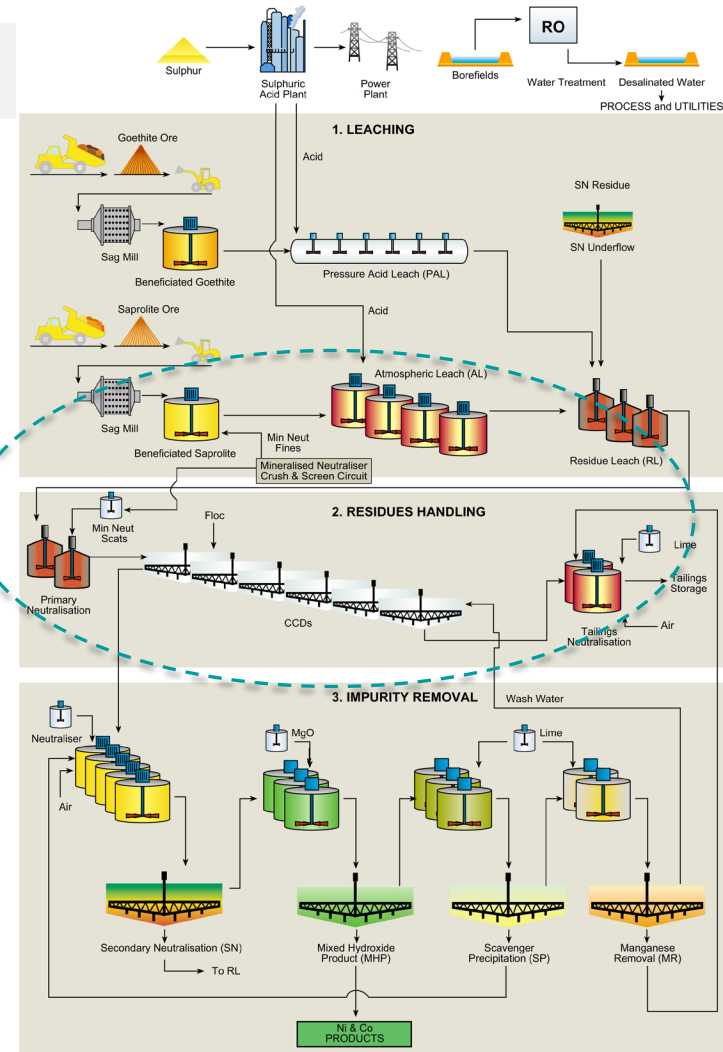 RO
Sulphur
Sulphuric
Acid Plant
Power
Plant
Borefields
Water Treatment
Desalinated Water
PROCESS and UTILITIES
1. LEACHING
Goethite Ore
Acid
SN Residue
Sag Mill
SN Underflow
Beneficiated Goethite
Pressure Acid Leach (PAL)
Saprolite Ore
Acid
Atmospheric Leach (AL)
Sag Mill
Min Neut
Fines
Beneficiated Saprolite
Residue Leach (RL)
Mineralised Neutraliser
Crush & Screen Circuit
2. RESIDUES HANDLING
Floc
Min Neut
Scats
Lime
Primary
Neutralisation
CCDs
Tailings
Storage
Air
Tailings
Neutralisation
3. IMPURITY REMOVAL
Wash Water
Neutraliser
MgO
Lime
Air
Secondary Neutralisation (SN)
To RL
Mixed Hydroxide
Product (MHP)
Scavenger
Precipitation (SP)
Manganese
Removal (MR)
Ni & Co
PRODUCTS